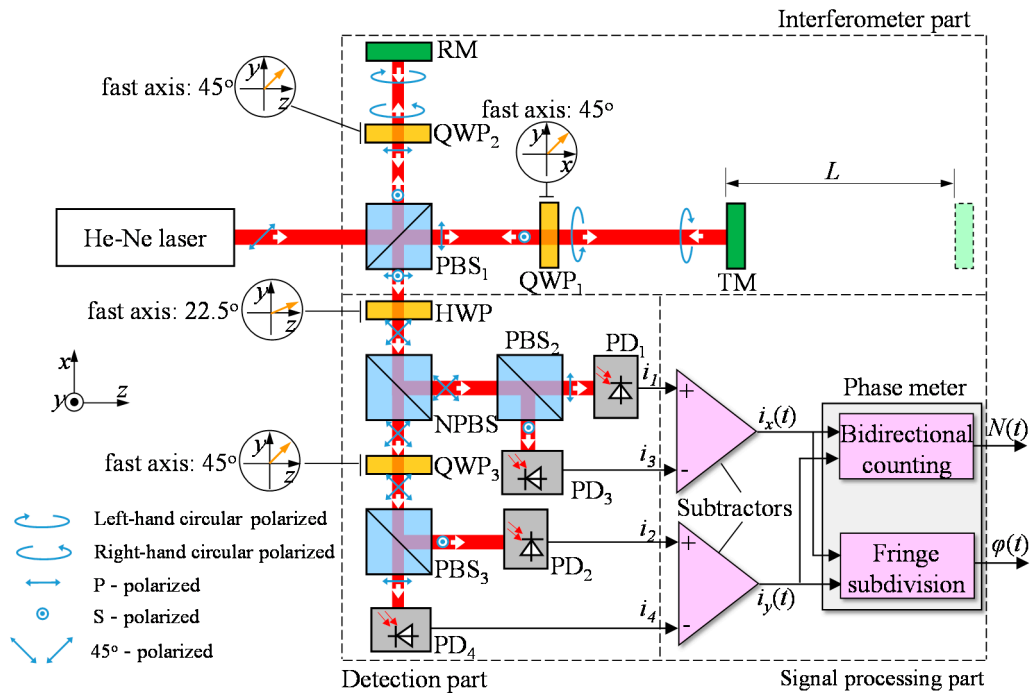 Interferometer part
RM
fast axis: 45°
y
z
QWP₂
fast axis: 45°
y
x
L
He-Ne laser
PBS₁
QWP₁
TM
fast axis: 22.5°
y
z
HWP
PBS₂
PD₁
i₁
+
iₓ(t)
Phase meter
x
y
z
NPBS
Bidirectional
counting
N(t)
fast axis: 45°
y
z
QWP₃
PD₃
i₃
-
Subtractors
Left-hand circular polarized
Right-hand circular polarized
P - polarized
S - polarized
45° - polarized
PBS₃
PD₂
i₂
+
Fringe
subdivision
φ(t)
i_y(t)
PD₄
i₄
-
Detection part
Signal processing part